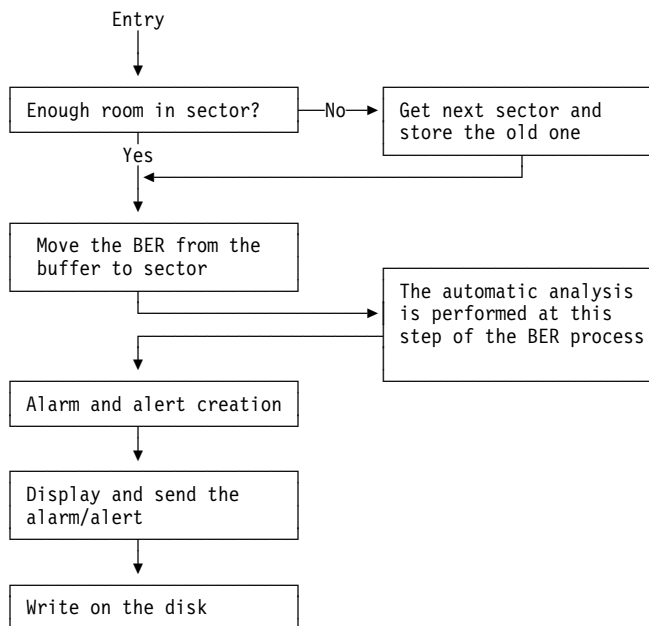 Entry
Enough room in sector?
No
Get next sector and
store the old one
Yes
Move the BER from the
buffer to sector
The automatic analysis
is performed at this
step of the BER process
Alarm and alert creation
Display and send the
alarm/alert
Write on the disk